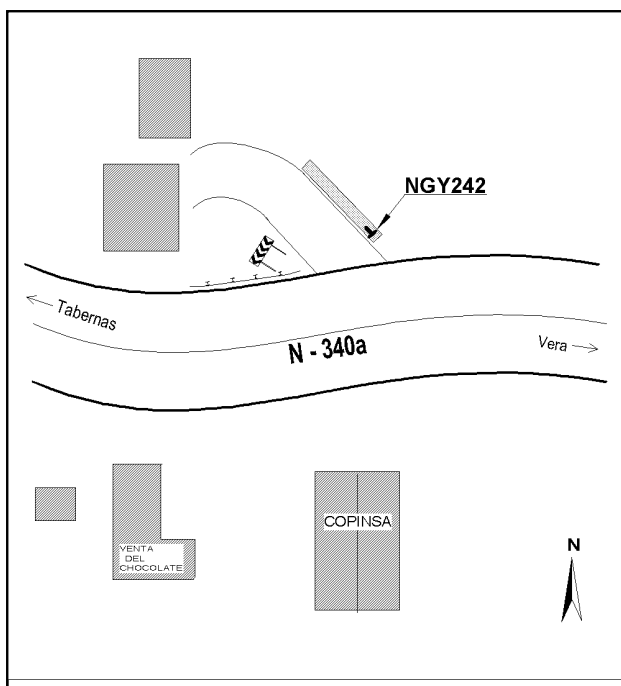 NGY242
Tabernas
N - 340a
Vera
COPINSA
VENTA
DEL
CHOCOLATE
N